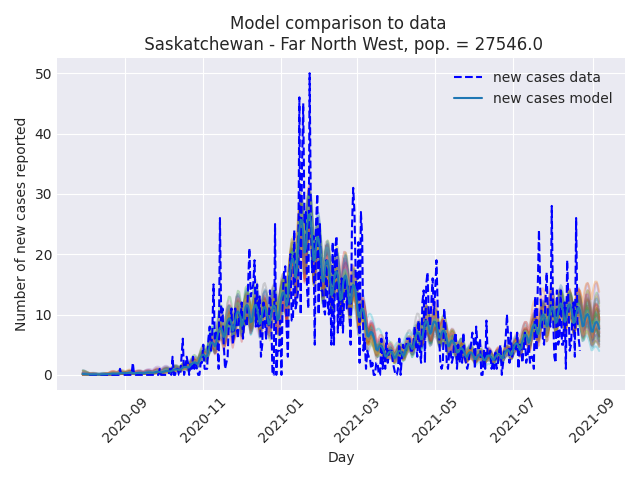 Model comparison to data
Saskatchewan - Far North West, pop. = 27546.0
new cases data
new cases model
Number of new cases reported
50
40
30
20
10
0
2020-09
2020-11
2021-01
2021-03
2021-05
2021-07
2021-09
Day